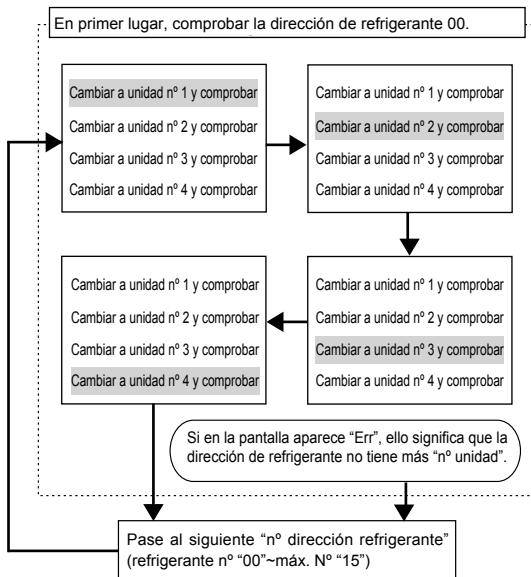 En primer lugar, comprobar la dirección de refrigerante 00.
Cambiar a unidad nº 1 y comprobar
Cambiar a unidad nº 2 y comprobar
Cambiar a unidad nº 3 y comprobar
Cambiar a unidad nº 4 y comprobar
Cambiar a unidad nº 1 y comprobar
Cambiar a unidad nº 2 y comprobar
Cambiar a unidad nº 3 y comprobar
Cambiar a unidad nº 4 y comprobar
Cambiar a unidad nº 1 y comprobar
Cambiar a unidad nº 2 y comprobar
Cambiar a unidad nº 3 y comprobar
Cambiar a unidad nº 4 y comprobar
Cambiar a unidad nº 1 y comprobar
Cambiar a unidad nº 2 y comprobar
Cambiar a unidad nº 3 y comprobar
Cambiar a unidad nº 4 y comprobar
Si en la pantalla aparece “Err”, ello significa que la
dirección de refrigerante no tiene más “nº unidad”.
Pase al siguiente “nº dirección refrigerante”
(refrigerante nº “00”~máx. Nº “15”)